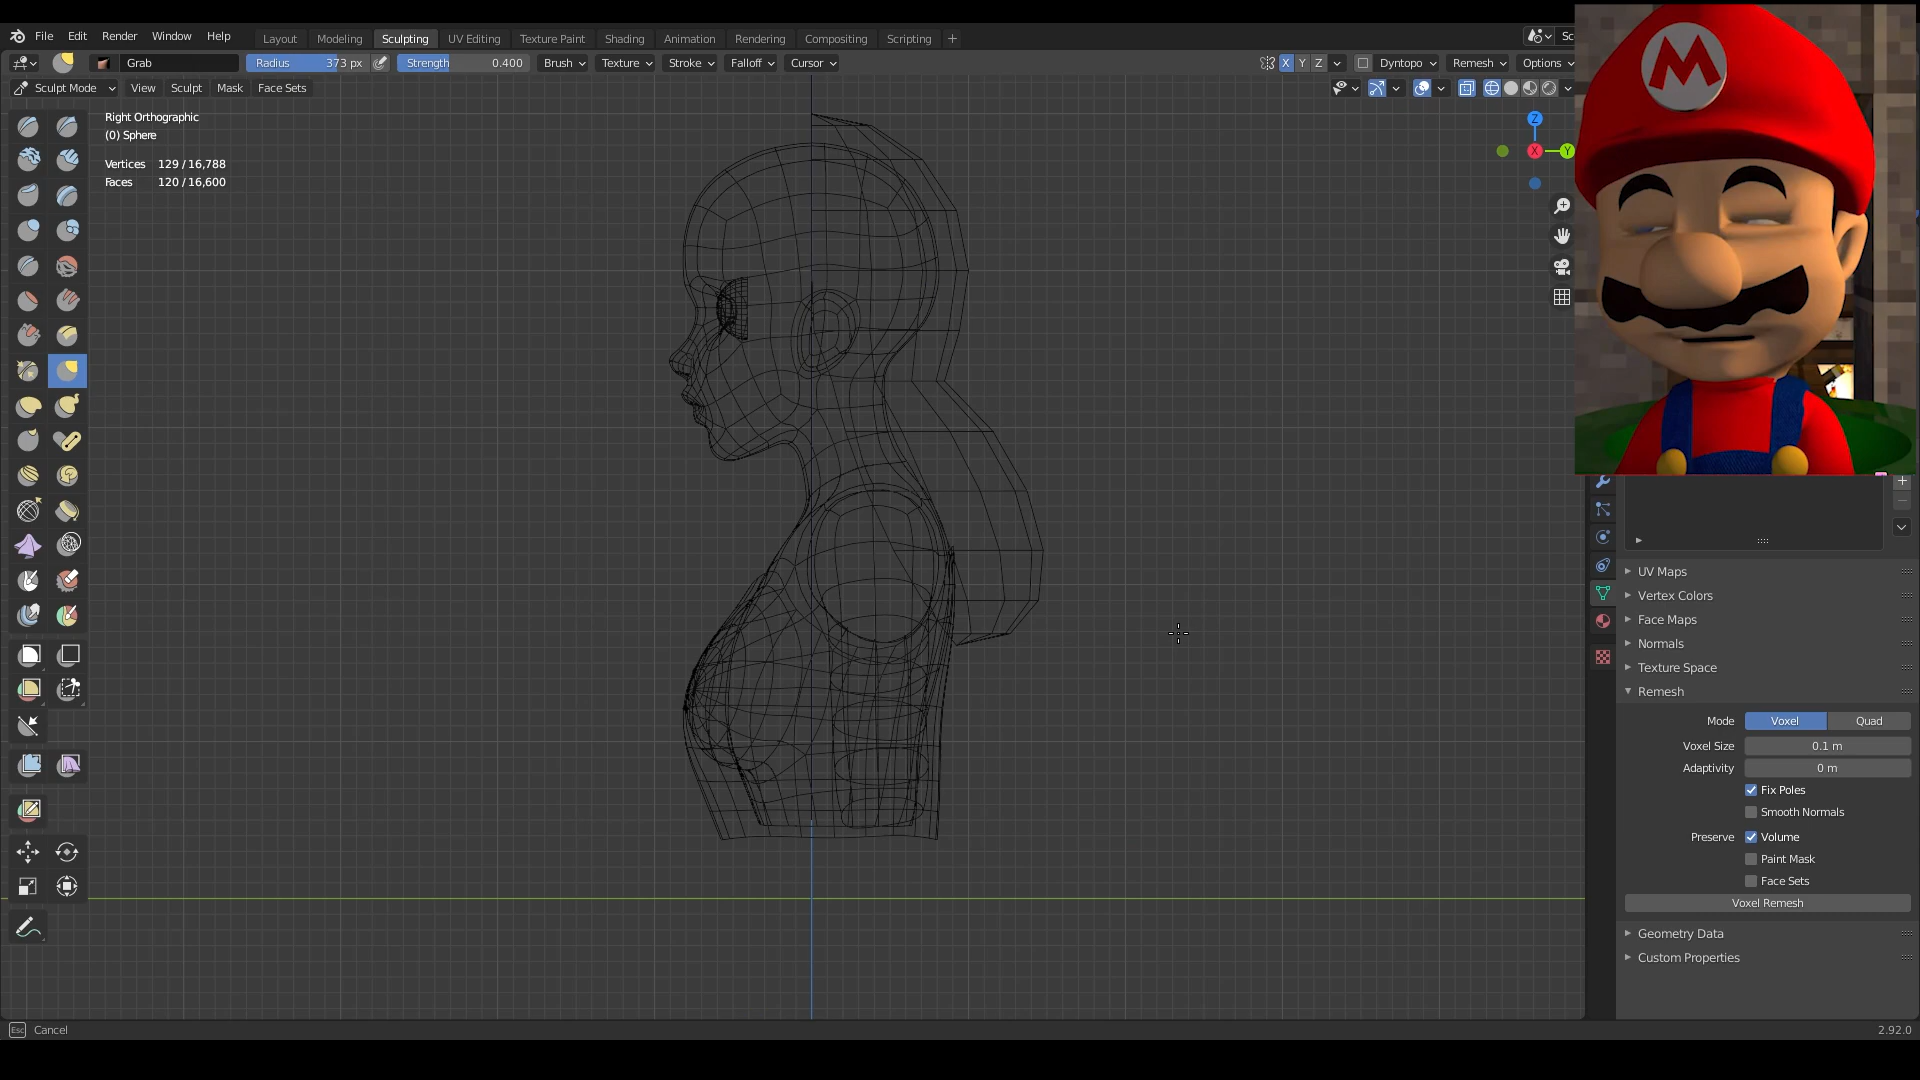 File Edit Render Window Help Layout Modeling Sculpting UV Editing Texture Paint Shading Animation Rendering Compositing Scripting + Sc
Grab Radius 373 px Strength 0.400 Brush Texture Stroke Falloff Cursor X Y Z Dyntopo Remesh Options
Sculpt Mode View Sculpt Mask Face Sets
Right Orthographic
(0) Sphere
Vertices 129 / 16,788
Faces 120 / 16,600
Z
X Y
M
UV Maps
Vertex Colors
Face Maps
Normals
Texture Space
Remesh
Mode Voxel Quad
Voxel Size 0.1 m
Adaptivity 0 m
Fix Poles
Smooth Normals
Preserve Volume
Paint Mask
Face Sets
Voxel Remesh
Geometry Data
Custom Properties
Esc Cancel 2.92.0